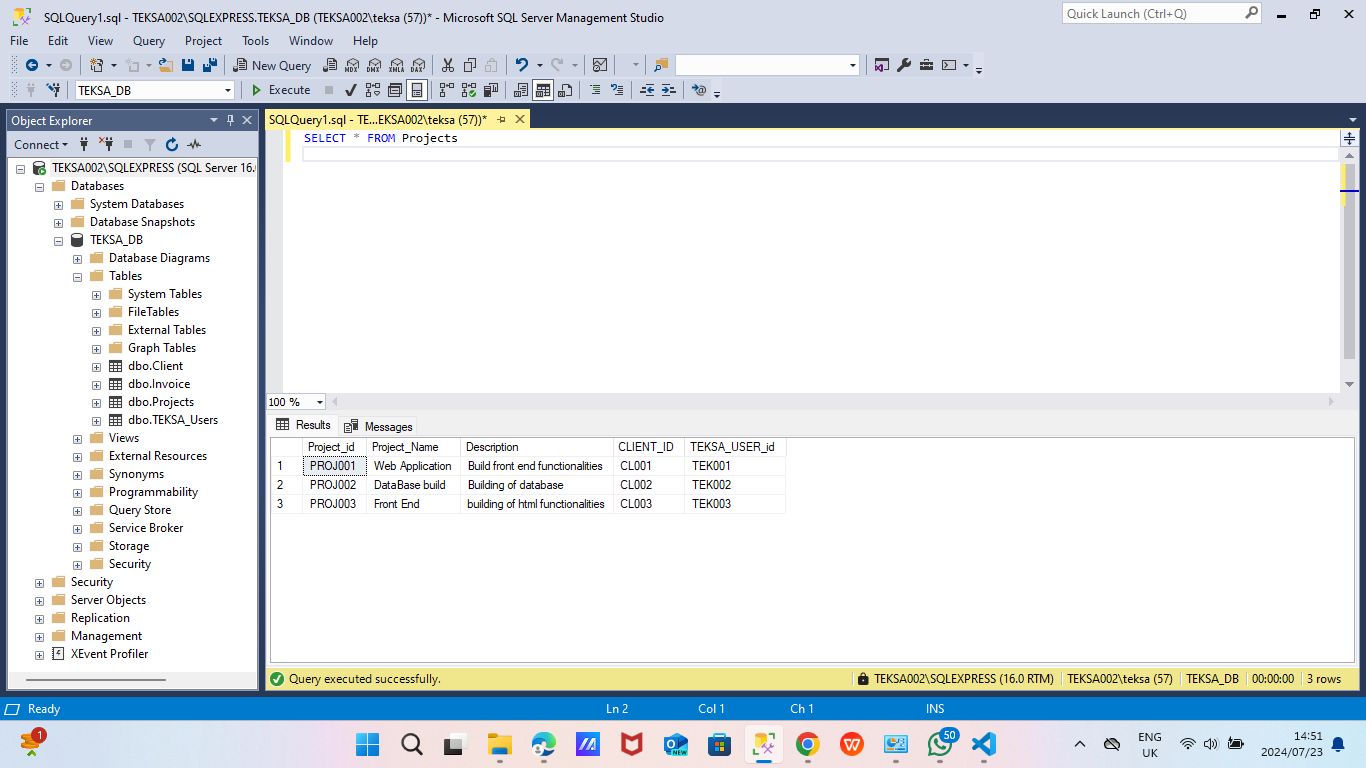 SQLQuery1.sql - TEKSA002\SQLEXPRESS.TEKSA_DB (TEKSA002\teksa (57))* - Microsoft SQL Server Management Studio
Quick Launch (Ctrl+Q)
File Edit View Query Project Tools Window Help
New Query MDX DMX XMLA DAX
TEKSA_DB Execute
Object Explorer
Connect
TEKSA002\SQLEXPRESS (SQL Server 16.0
Databases
System Databases
Database Snapshots
TEKSA_DB
Database Diagrams
Tables
System Tables
FileTables
External Tables
Graph Tables
dbo.Client
dbo.Invoice
dbo.Projects
dbo.TEKSA_Users
Views
External Resources
Synonyms
Programmability
Query Store
Service Broker
Storage
Security
Security
Server Objects
Replication
Management
XEvent Profiler
SQLQuery1.sql - TE...EKSA002\teksa (57))*
SELECT * FROM Projects
100 %
Results Messages
Project_id Project_Name Description CLIENT_ID TEKSA_USER_id
1 PROJ001 Web Application Build front end functionalities CL001 TEK001
2 PROJ002 DataBase build Building of database CL002 TEK002
3 PROJ003 Front End building of html functionalities CL003 TEK003
Query executed successfully. TEKSA002\SQLEXPRESS (16.0 RTM) TEKSA002\teksa (57) TEKSA_DB 00:00:00 3 rows
Ready Ln 2 Col 1 Ch 1 INS
1
NEW
50
ENG
UK
14:51
2024/07/23